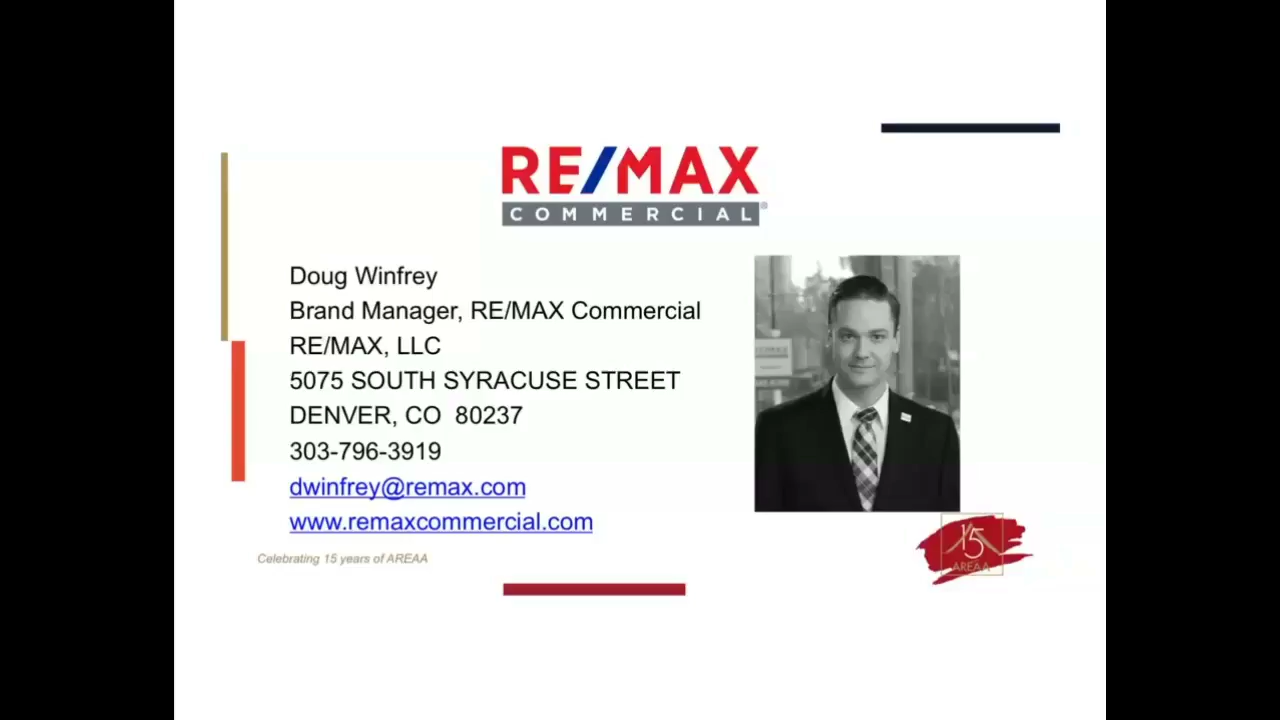 RE/MAX
COMMERCIAL®
Doug Winfrey
Brand Manager, RE/MAX Commercial
RE/MAX, LLC
5075 SOUTH SYRACUSE STREET
DENVER, CO  80237
303-796-3919
dwinfrey@remax.com
www.remaxcommercial.com
Celebrating 15 years of AREAA
15
AREAA